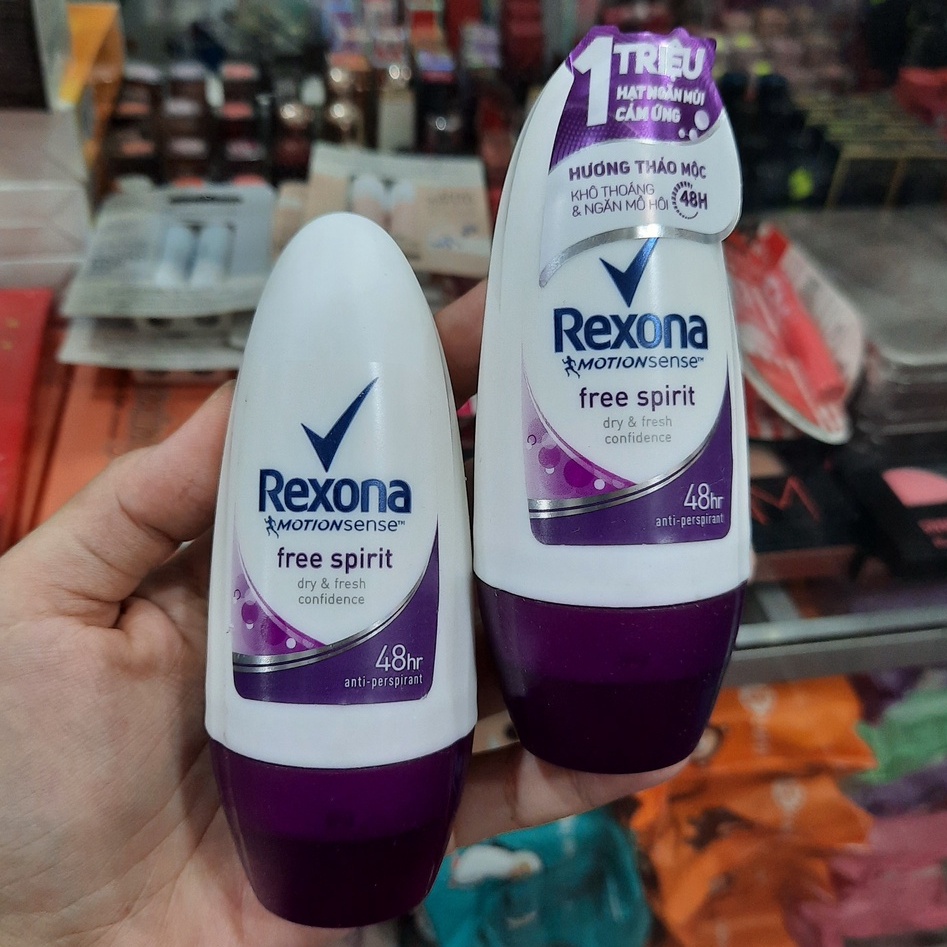 1 TRIỆU
HẠT NGĂN MÙI
CẢM ỨNG
HƯƠNG THẢO MỘC
KHÔ THOÁNG
& NGĂN MỒ HÔI
48H
Rexona
MOTIONsense™
free spirit
dry & fresh
confidence
48hr
anti-perspirant
Rexona
MOTIONsense™
free spirit
dry & fresh
confidence
48hr
anti-perspirant